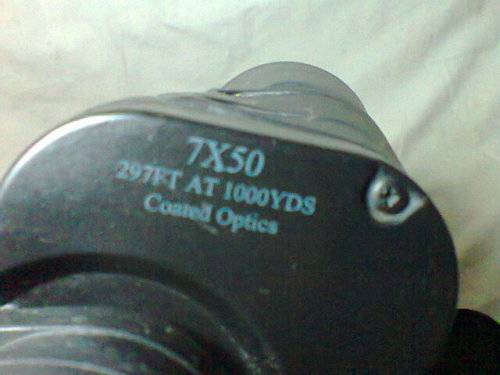 7X50
297FT AT 1000YDS
Coated Optics